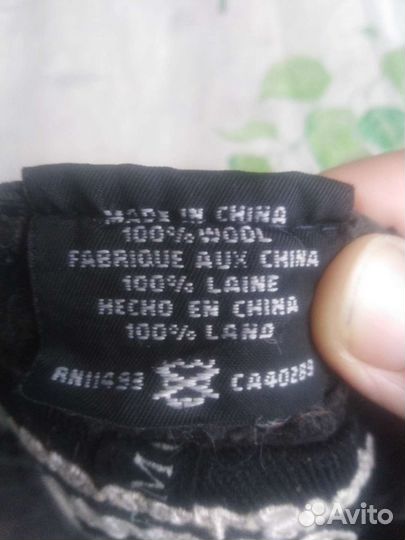 MADE IN CHINA
100% WOOL
FABRIQUE AUX CHINA
100% LAINE
HECHO EN CHINA
100% LANA
RN11493 CA40289
Avito